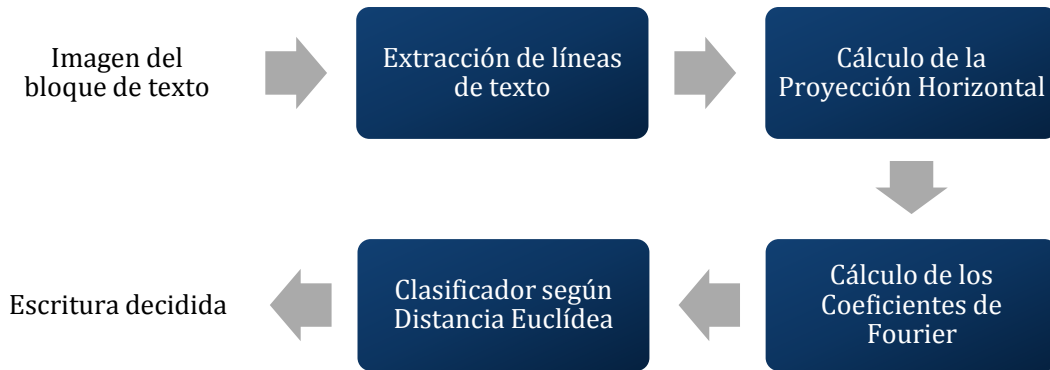 Imagen del
bloque de texto
Extracción de líneas
de texto
Cálculo de la
Proyección Horizontal
Cálculo de los
Coeficientes de
Fourier
Clasificador según
Distancia Euclídea
Escritura decidida